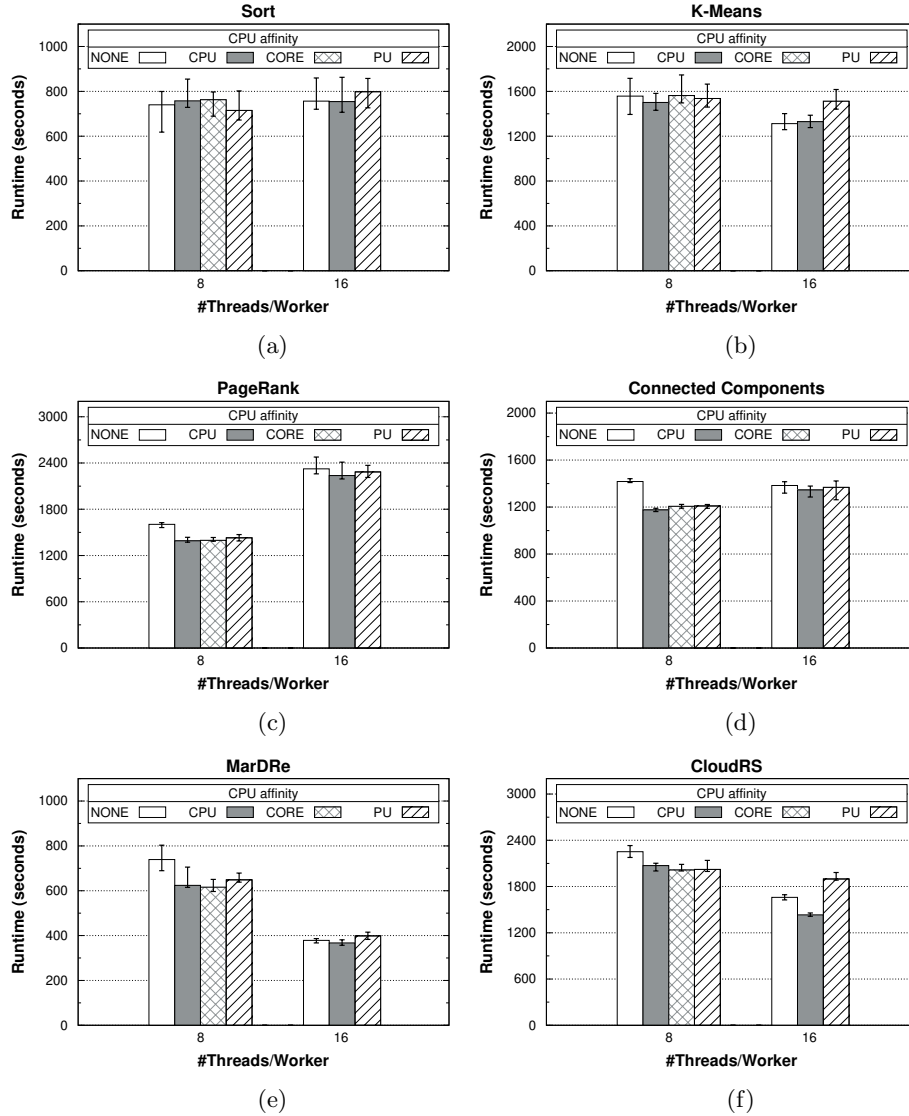 Sort
CPU affinity
NONE CPU CORE PU
Runtime (seconds)
1000
800
600
400
200
0
8 16
#Threads/Worker
(a)
K-Means
CPU affinity
NONE CPU CORE PU
Runtime (seconds)
2000
1600
1200
800
400
0
8 16
#Threads/Worker
(b)
PageRank
CPU affinity
NONE CPU CORE PU
Runtime (seconds)
3000
2400
1800
1200
600
0
8 16
#Threads/Worker
(c)
Connected Components
CPU affinity
NONE CPU CORE PU
Runtime (seconds)
2000
1600
1200
800
400
0
8 16
#Threads/Worker
(d)
MarDRe
CPU affinity
NONE CPU CORE PU
Runtime (seconds)
1000
800
600
400
200
0
8 16
#Threads/Worker
(e)
CloudRS
CPU affinity
NONE CPU CORE PU
Runtime (seconds)
3000
2400
1800
1200
600
0
8 16
#Threads/Worker
(f)